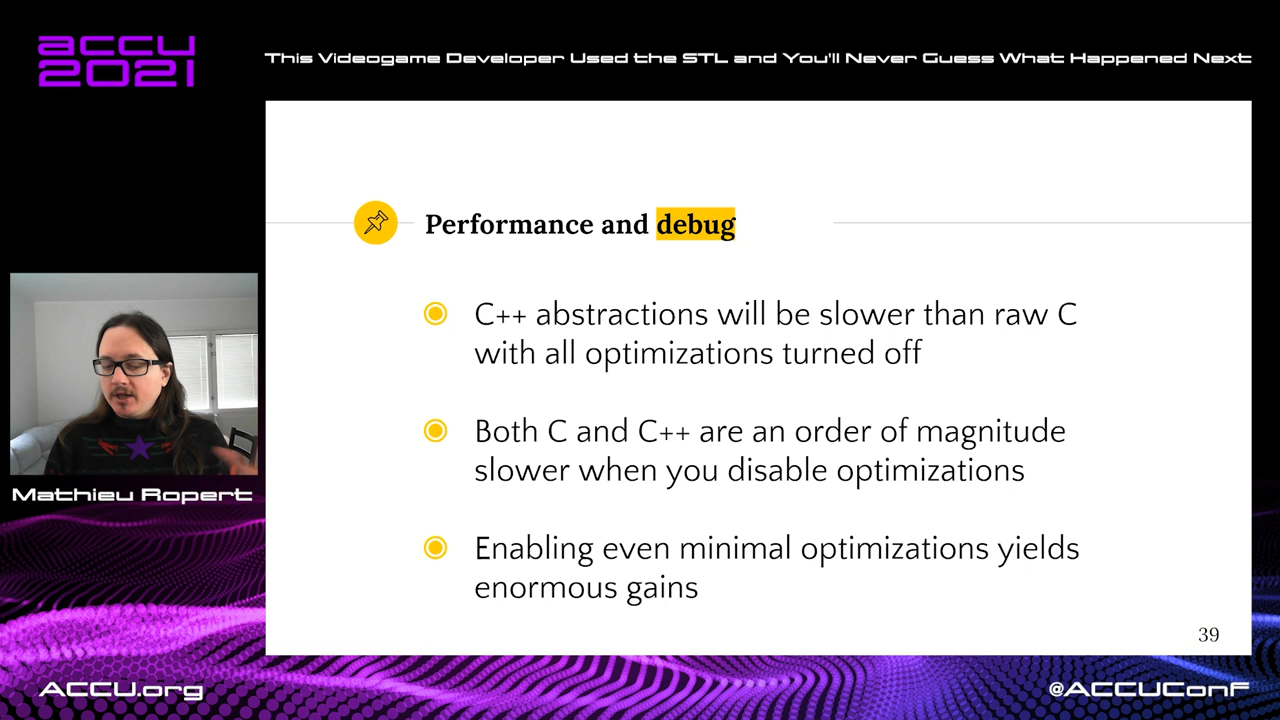 accu
2021
This Videogame Developer Used the STL and You'll Never Guess What Happened Next
Performance and debug
C++ abstractions will be slower than raw C
with all optimizations turned off
Both C and C++ are an order of magnitude
slower when you disable optimizations
Enabling even minimal optimizations yields
enormous gains
39
Mathieu Ropert
ACCU.org
@ACCUConf